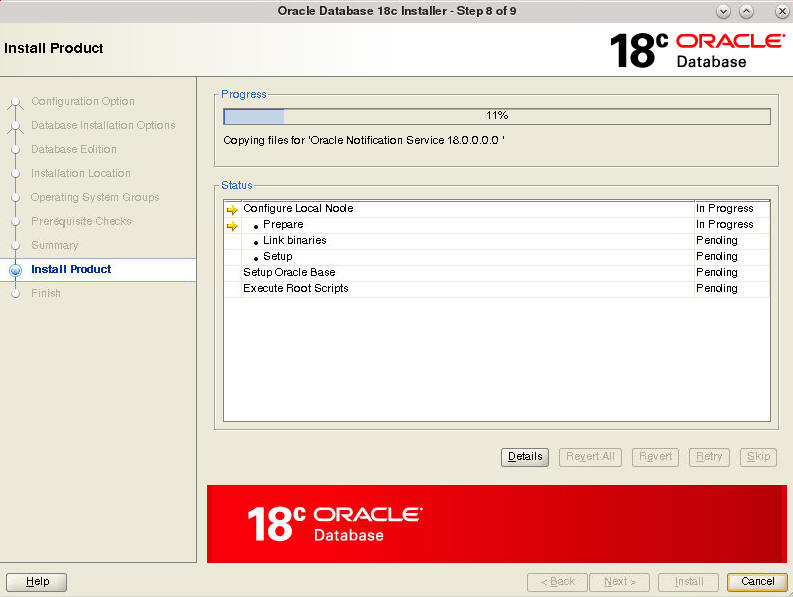 Oracle Database 18c Installer - Step 8 of 9
Install Product
18c ORACLE
Database
Configuration Option
Database Installation Options
Database Edition
Installation Location
Operating System Groups
Prerequisite Checks
Summary
Install Product
Finish
Progress
11%
Copying files for 'Oracle Notification Service 18.0.0.0.0 '
Status
Configure Local Node In Progress
• Prepare In Progress
• Link binaries Pending
• Setup Pending
Setup Oracle Base Pending
Execute Root Scripts Pending
Details Revert All Revert Retry Skip
18c ORACLE
Database
Help < Back Next > Install Cancel